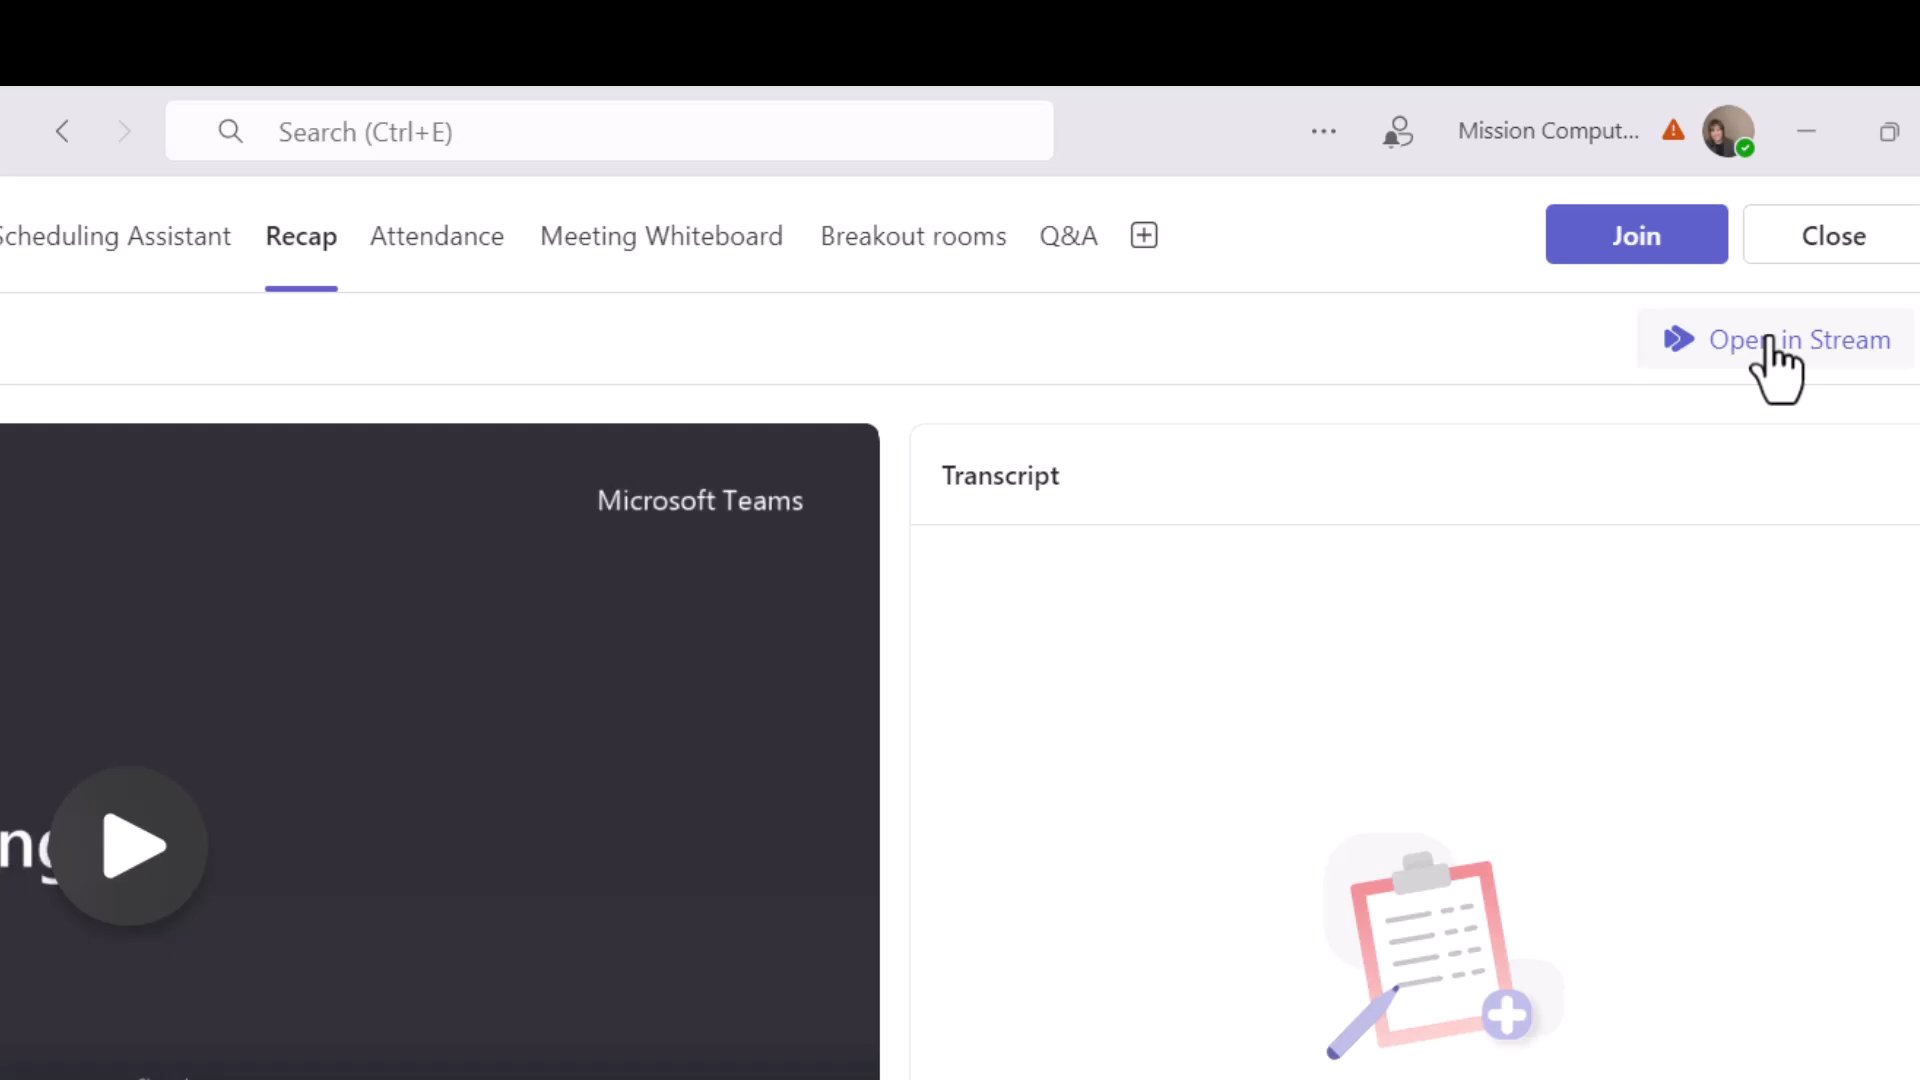 Search (Ctrl+E)
Mission Comput...
Scheduling Assistant
Recap
Attendance
Meeting Whiteboard
Breakout rooms
Q&A
Join
Close
Open in Stream
Microsoft Teams
Transcript